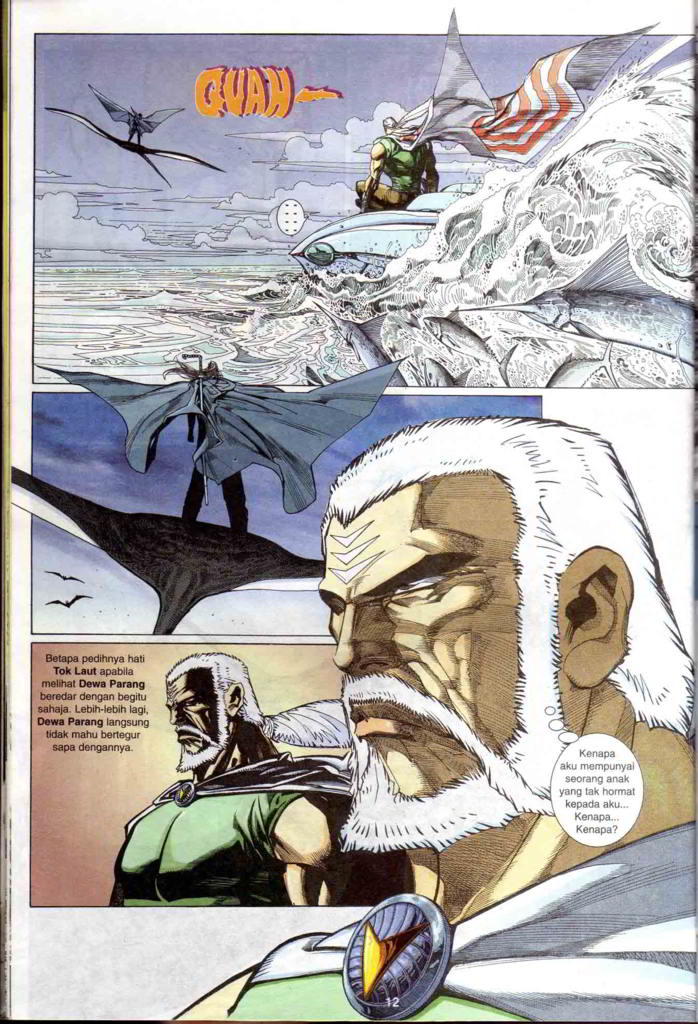 QUAH~
......
Betapa pedihnya hati
Tok Laut apabila
melihat Dewa Parang
beredar dengan begitu
sahaja. Lebih-lebih lagi,
Dewa Parang langsung
tidak mahu bertegur
sapa dengannya.
Kenapa
aku mempunyai
seorang anak
yang tak hormat
kepada aku...
Kenapa...
Kenapa?
12